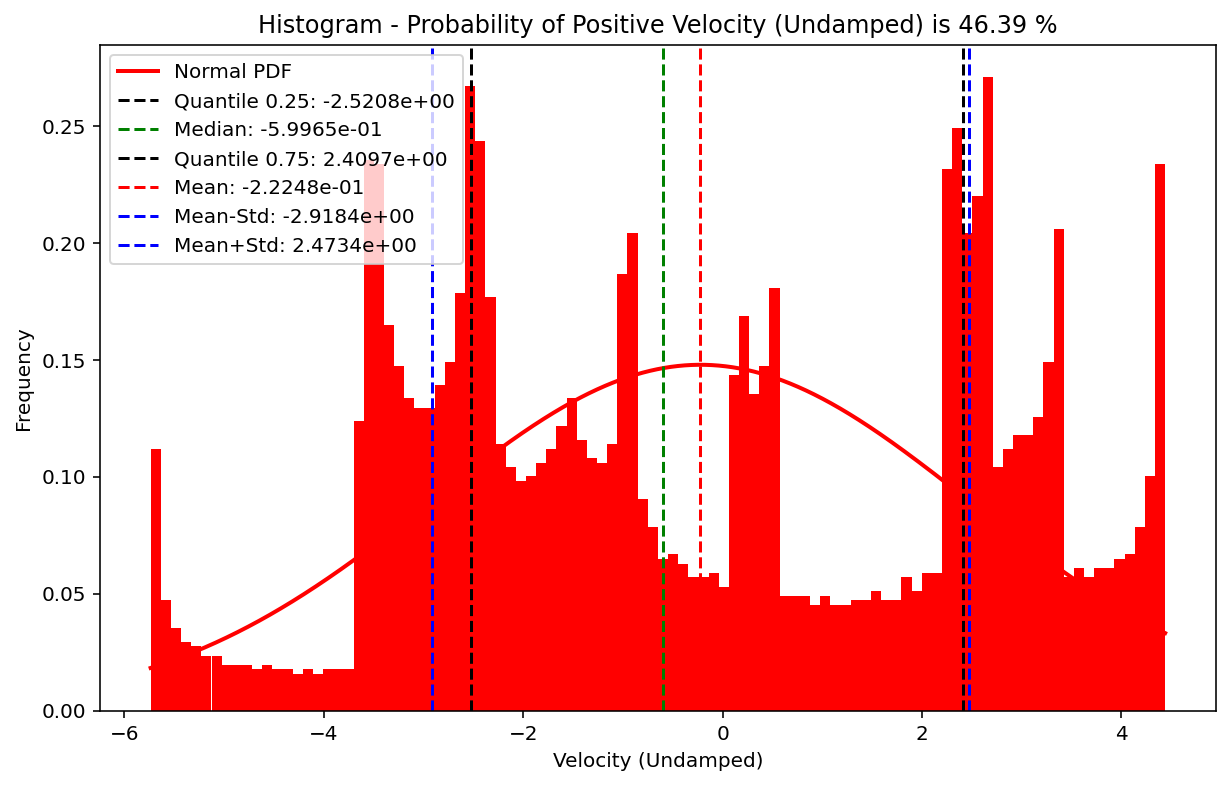 Histogram - Probability of Positive Velocity (Undamped) is 46.39 %
Normal PDF
Quantile 0.25: -2.5208e+00
Median: -5.9965e-01
Quantile 0.75: 2.4097e+00
Mean: -2.2248e-01
Mean-Std: -2.9184e+00
Mean+Std: 2.4734e+00
Frequency
0.25
0.20
0.15
0.10
0.05
0.00
−6 −4 −2 0 2 4
Velocity (Undamped)